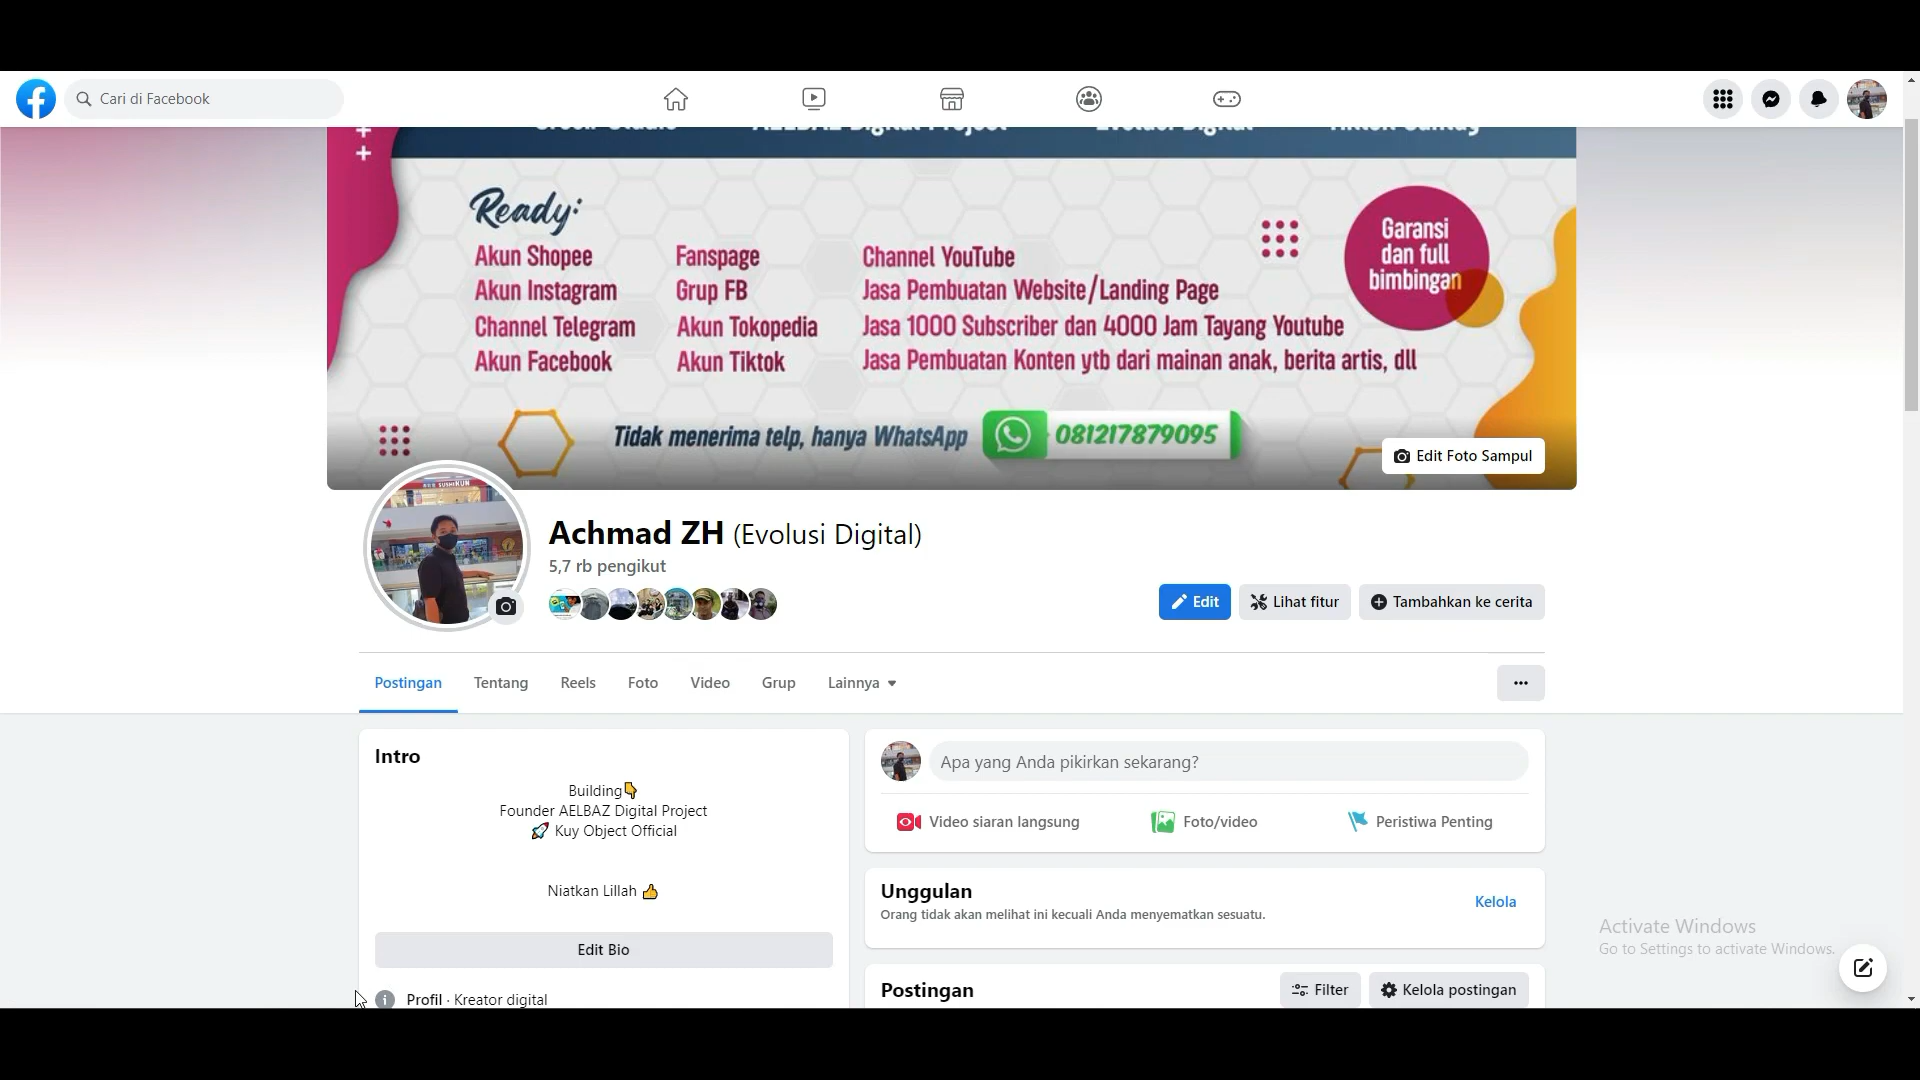 Cari di Facebook
Ready:
Akun Shopee
Fanspage
Channel YouTube
Akun Instagram
Grup FB
Jasa Pembuatan Website/Landing Page
Channel Telegram
Akun Tokopedia
Jasa 1000 Subscriber dan 4000 Jam Tayang Youtube
Akun Facebook
Akun Tiktok
Jasa Pembuatan Konten ytb dari mainan anak, berita artis, dll
Garansi
dan full
bimbingan
Tidak menerima telp, hanya WhatsApp
081217879095
Edit Foto Sampul
SUSHIKUN
Achmad ZH (Evolusi Digital)
5,7 rb pengikut
Edit
Lihat fitur
Tambahkan ke cerita
Postingan
Tentang
Reels
Foto
Video
Grup
Lainnya
Intro
Building👇
Founder AELBAZ Digital Project
🚀 Kuy Object Official
Niatkan Lillah 👍
Edit Bio
Profil · Kreator digital
Apa yang Anda pikirkan sekarang?
Video siaran langsung
Foto/video
Peristiwa Penting
Unggulan
Orang tidak akan melihat ini kecuali Anda menyematkan sesuatu.
Kelola
Postingan
Filter
Kelola postingan
Activate Windows
Go to Settings to activate Windows.